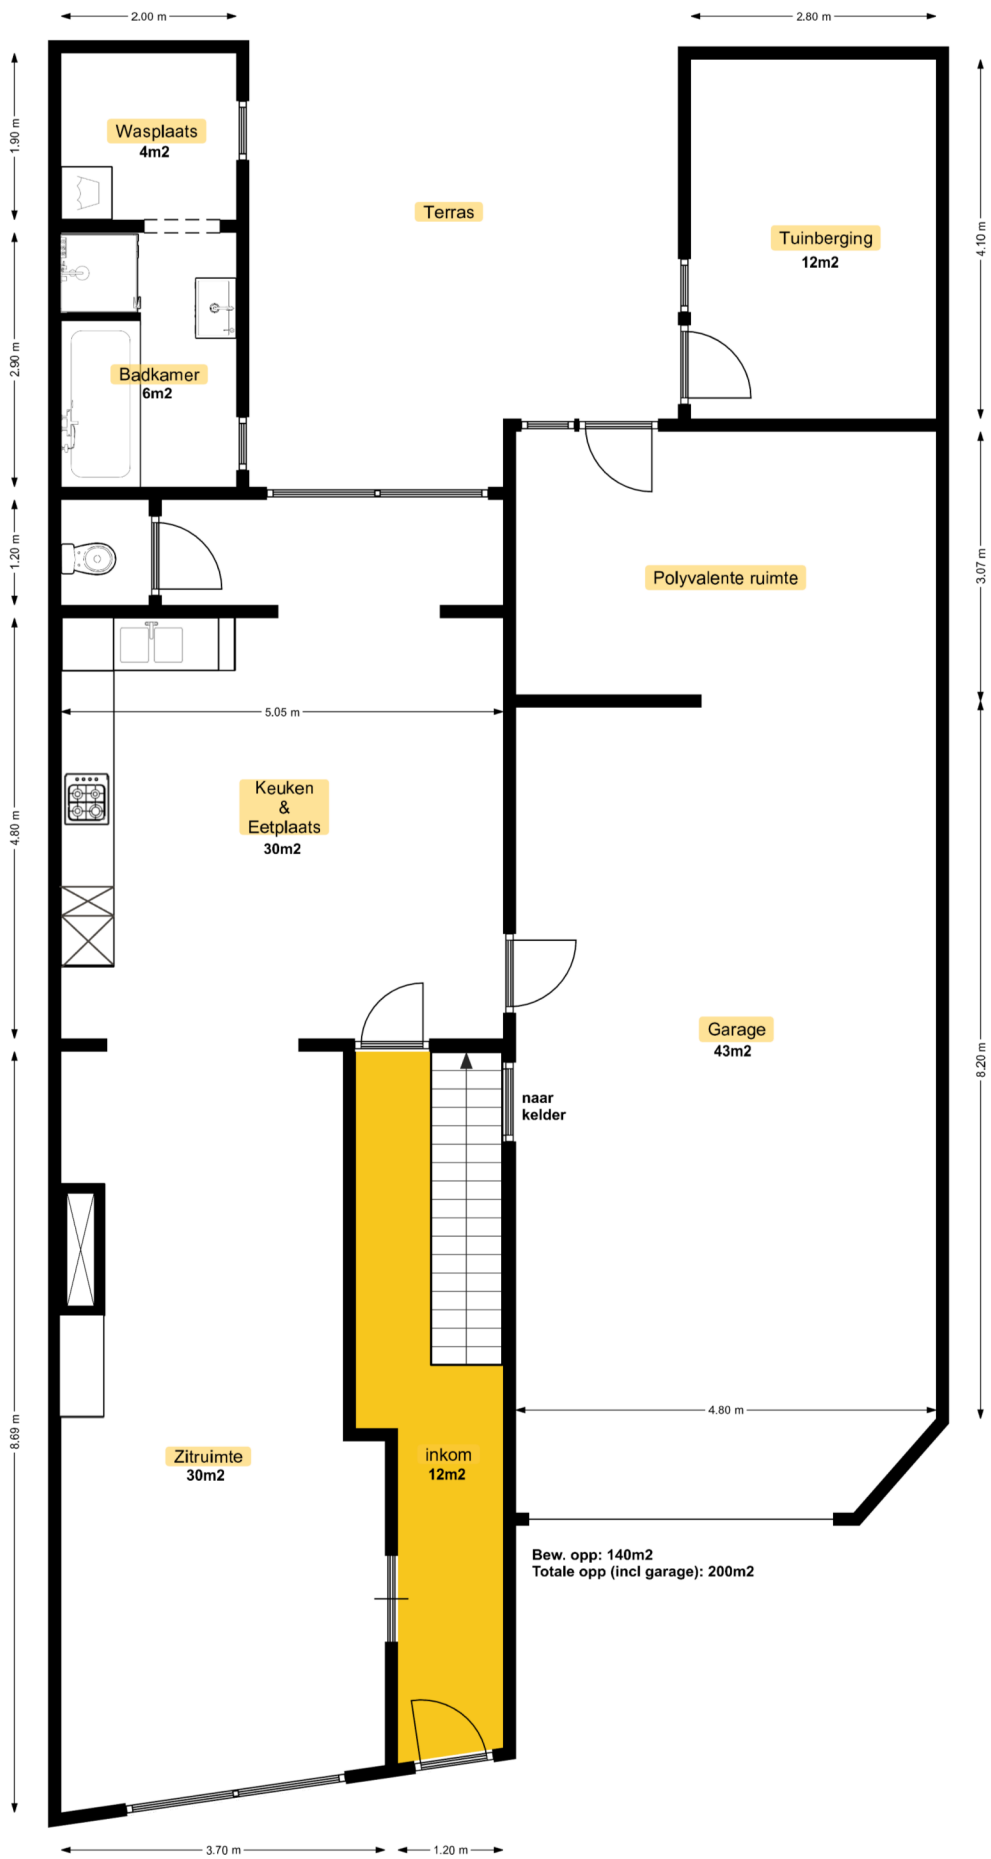 2.00 m
2.80 m
1.90 m
Wasplaats
4m2
Terras
Tuinberging
12m2
4.10 m
2.90 m
Badkamer
6m2
1.20 m
Polyvalente ruimte
3.07 m
5.05 m
Keuken
&
Eetplaats
30m2
4.80 m
Garage
43m2
8.20 m
naar
kelder
4.80 m
8.69 m
Zitruimte
30m2
inkom
12m2
Bew. opp: 140m2
Totale opp (incl garage): 200m2
3.70 m
1.20 m